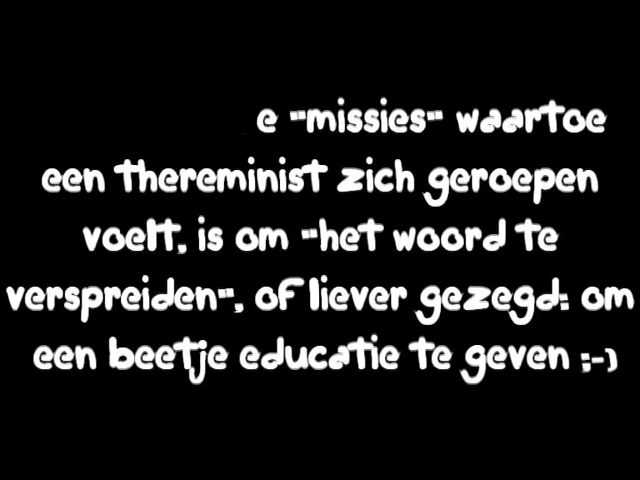 e "missies" waartoe
een thereminist zich geroepen
voelt, is om "het woord te
verspreiden", of liever gezegd: om
een beetje educatie te geven ;-)